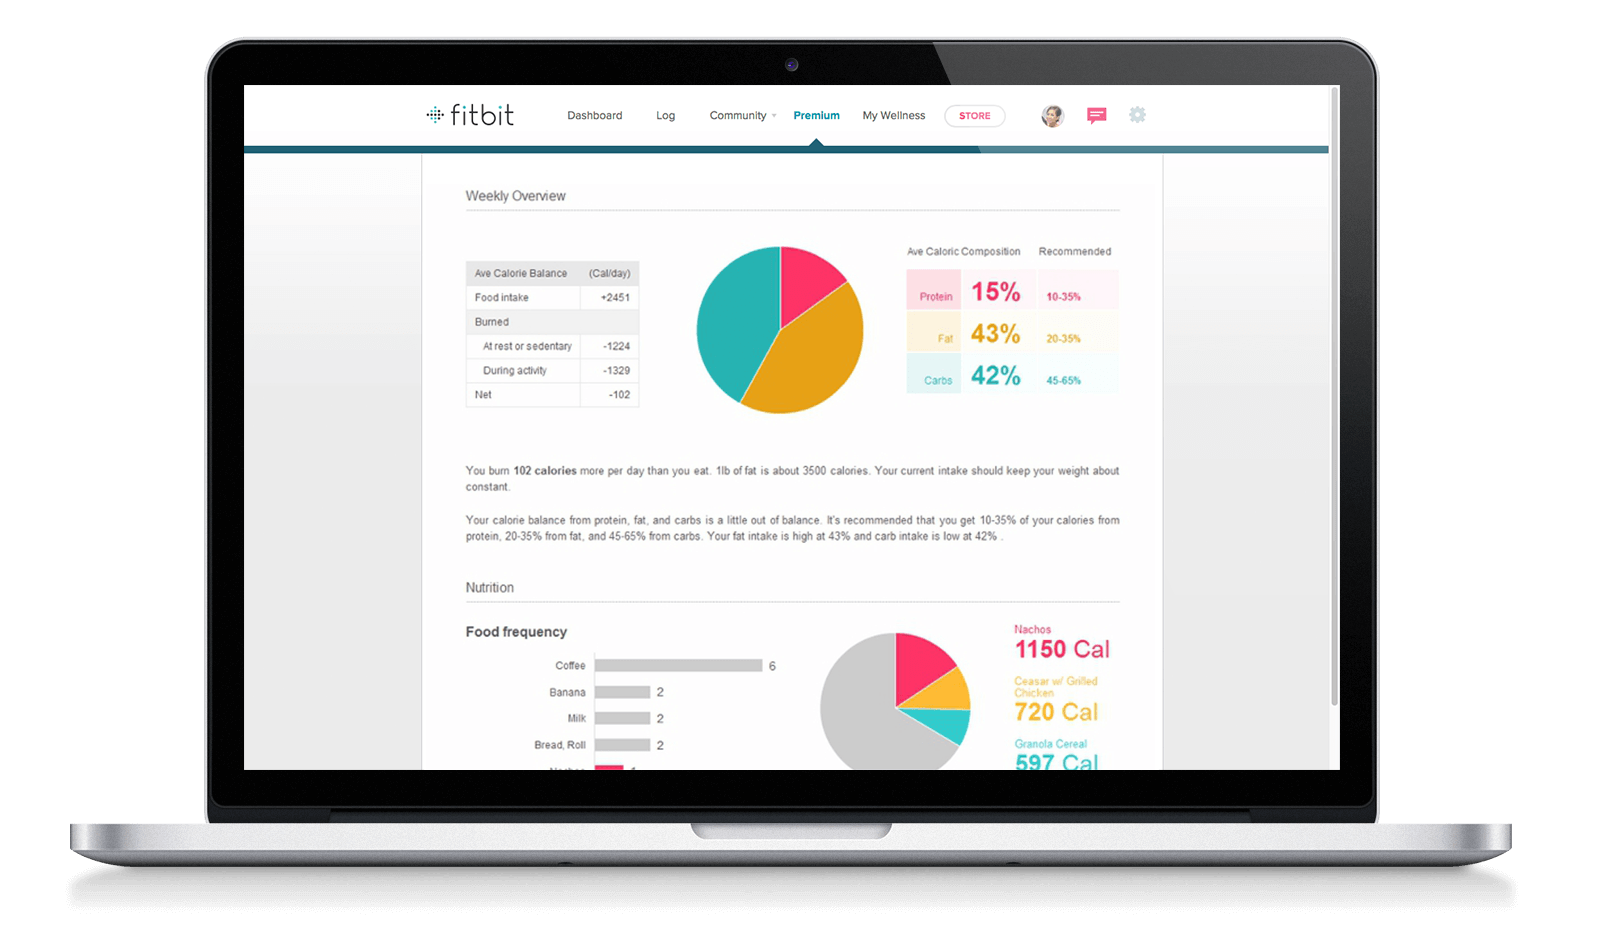 fitbit
Dashboard
Log
Community
Premium
My Wellness
STORE
Weekly Overview
Ave Calorie Balance (Cal/day)
Food intake +2451
Burned
At rest or sedentary -1224
During activity -1329
Net -102
Ave Caloric Composition Recommended
Protein 15% 10-35%
Fat 43% 20-35%
Carbs 42% 45-65%
You burn 102 calories more per day than you eat. 1lb of fat is about 3500 calories. Your current intake should keep your weight about
constant.
Your calorie balance from protein, fat, and carbs is a little out of balance. It's recommended that you get 10-35% of your calories from
protein, 20-35% from fat, and 45-65% from carbs. Your fat intake is high at 43% and carb intake is low at 42% .
Nutrition
Food frequency
Coffee 6
Banana 2
Milk 2
Bread, Roll 2
Nachos
Nachos
1150 Cal
Ceasar w/ Grilled
Chicken
720 Cal
Granola Cereal
597 Cal